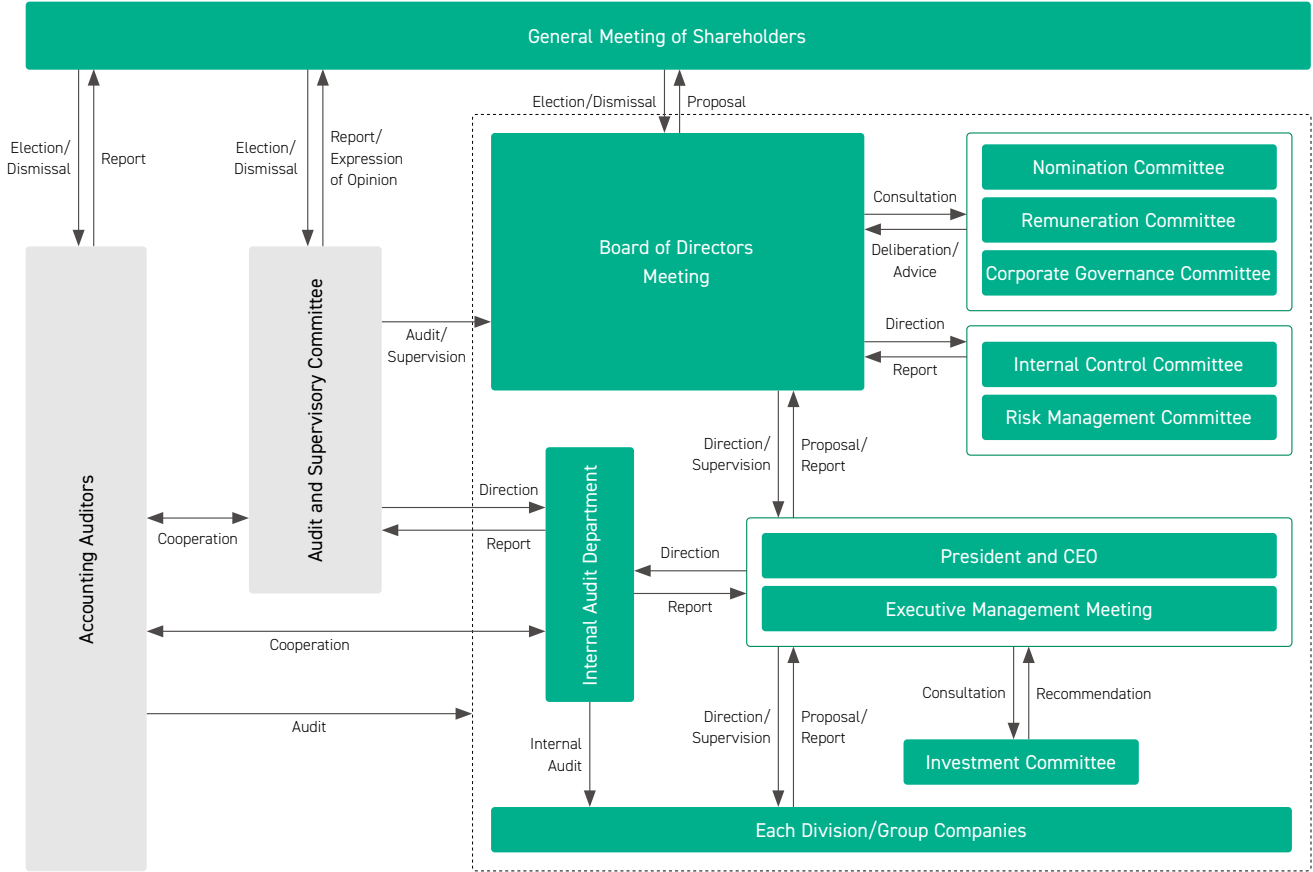 General Meeting of Shareholders
Election/
Dismissal
Report
Election/
Dismissal
Report/
Expression
of Opinion
Election/Dismissal
Proposal
Board of Directors
Meeting
Consultation
Deliberation/
Advice
Nomination Committee
Remuneration Committee
Corporate Governance Committee
Direction
Report
Internal Control Committee
Risk Management Committee
Audit/
Supervision
Accounting Auditors
Audit and Supervisory Committee
Cooperation
Direction
Report
Internal Audit Department
Direction/
Supervision
Proposal/
Report
Direction
Report
President and CEO
Executive Management Meeting
Cooperation
Audit
Internal
Audit
Direction/
Supervision
Proposal/
Report
Consultation
Recommendation
Investment Committee
Each Division/Group Companies